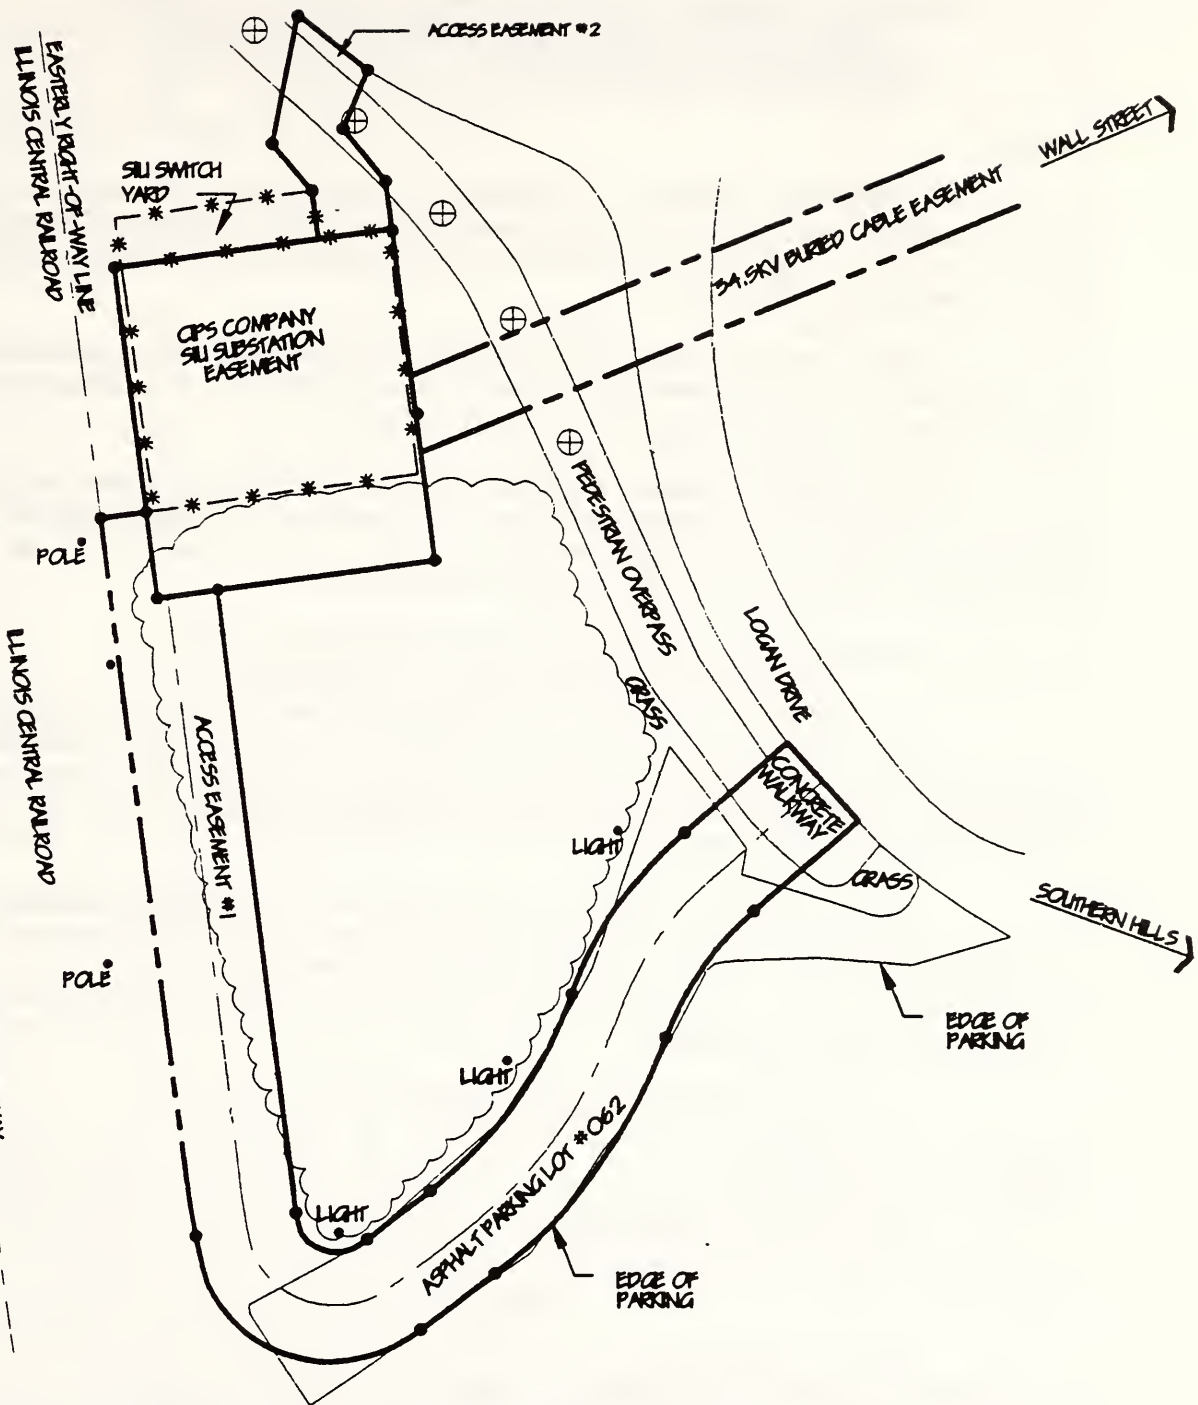 ACCESS EASEMENT #2
EASTERLY RIGHT-OF-WAY LINE
ILLINOIS CENTRAL RAILROAD
WALL STREET
SIU SWITCH
YARD
34.5KV BURIED CABLE EASEMENT
CIPS COMPANY
SIU SUBSTATION
EASEMENT
POLE
PEDESTRIAN OVERPASS
LOGAN DRIVE
GRASS
ILLINOIS CENTRAL RAILROAD
ACCESS EASEMENT #1
CONCRETE
WALKWAY
LIGHT
GRASS
SOUTHERN HILLS
POLE
EDGE OF
PARKING
LIGHT
ASPHALT PARKING LOT #062
LIGHT
EDGE OF
PARKING